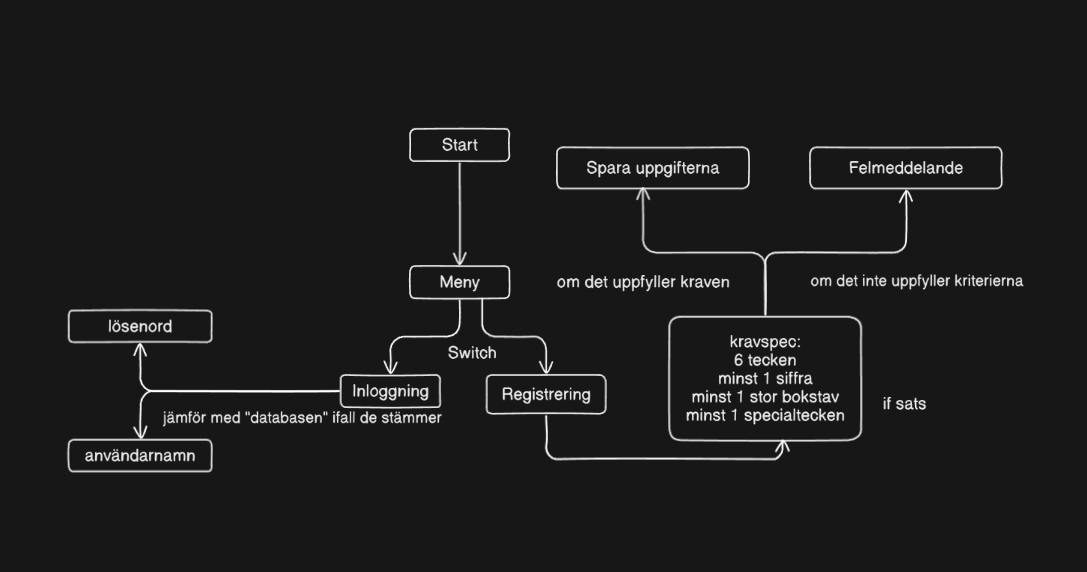 Start
Spara uppgifterna
Felmeddelande
Meny
om det uppfyller kraven
om det inte uppfyller kriterierna
lösenord
Switch
kravspec:
6 tecken
minst 1 siffra
minst 1 stor bokstav
minst 1 specialtecken
Inloggning
Registrering
if sats
jämför med "databasen" ifall de stämmer
användarnamn